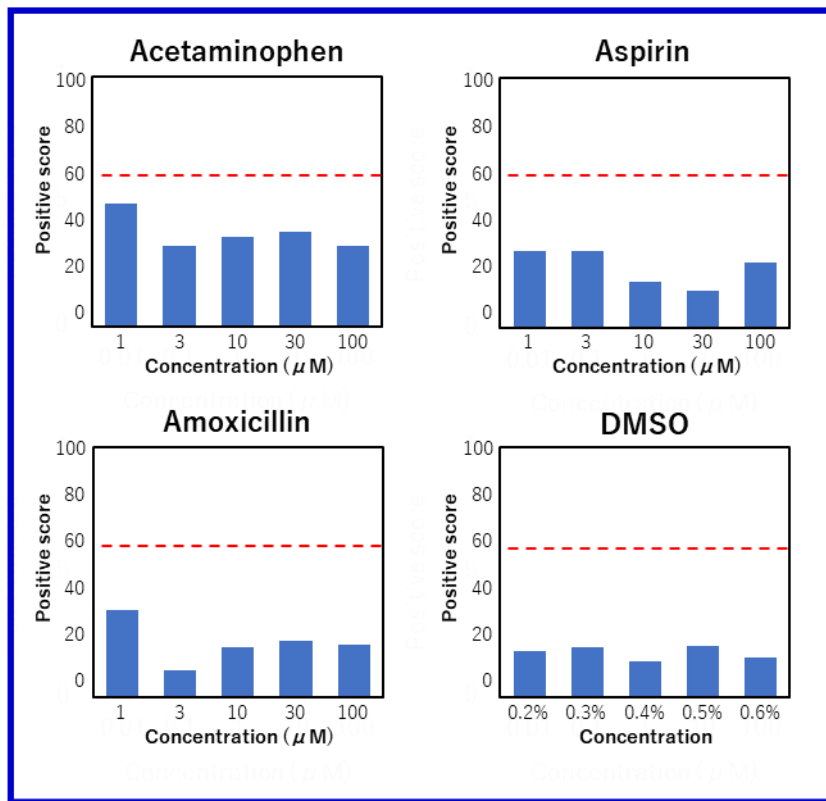 Acetaminophen
100
80
60
40
20
0
Positive score
1 3 10 30 100
Concentration (μM)
Aspirin
100
80
60
40
20
0
Positive score
1 3 10 30 100
Concentration (μM)
Amoxicillin
100
80
60
40
20
0
Positive score
1 3 10 30 100
Concentration (μM)
DMSO
100
80
60
40
20
0
Positive score
0.2% 0.3% 0.4% 0.5% 0.6%
Concentration